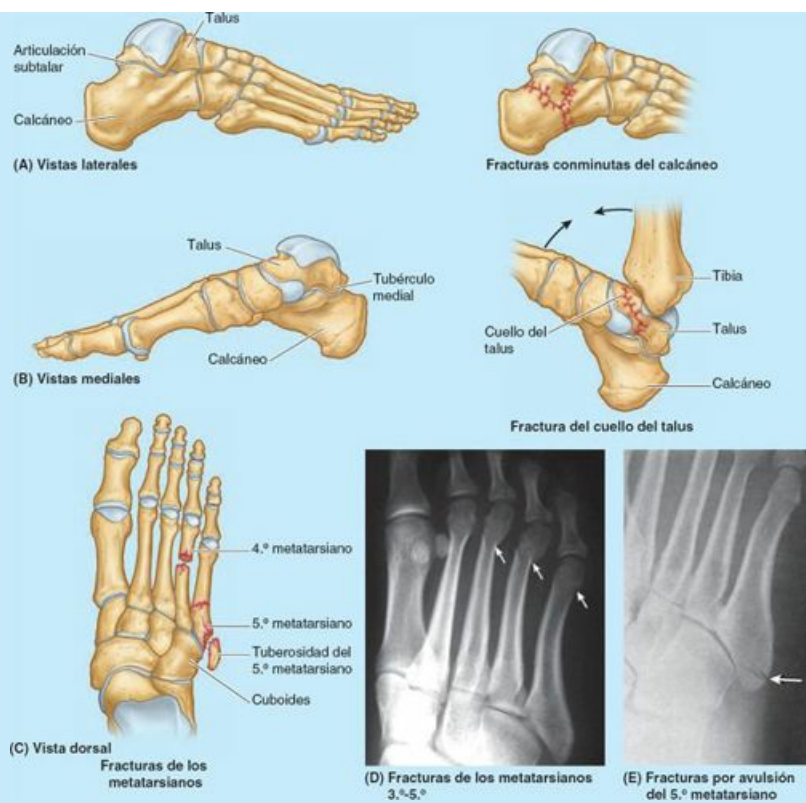 Talus
Articulación
subtalar
Calcáneo
(A) Vistas laterales
Fracturas conminutas del calcáneo
Talus
Tubérculo
medial
Calcáneo
(B) Vistas mediales
Tibia
Cuello del
talus
Talus
Calcáneo
Fractura del cuello del talus
4.º metatarsiano
5.º metatarsiano
Tuberosidad del
5.º metatarsiano
Cuboides
(C) Vista dorsal
Fracturas de los
metatarsianos
(D) Fracturas de los metatarsianos
3.º-5.º
(E) Fracturas por avulsión
del 5.º metatarsiano